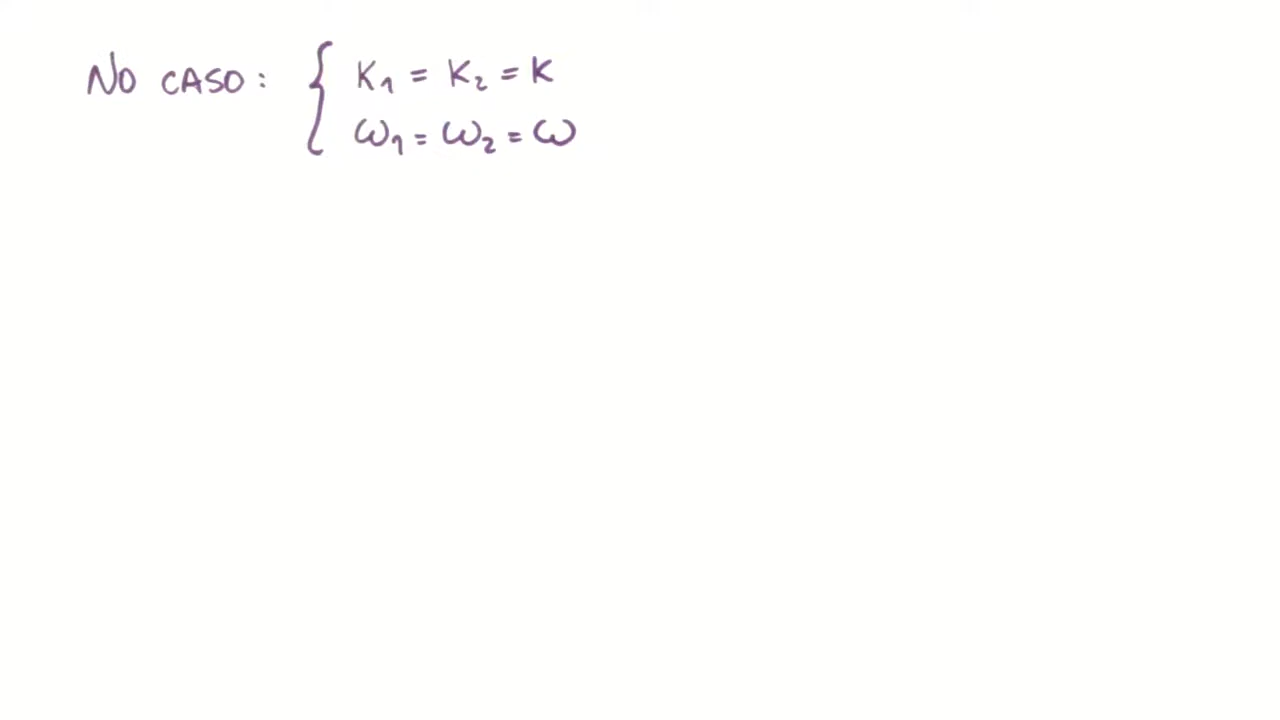 No CASO: { K₁ = K₂ = K
ω₁ = ω₂ = ω